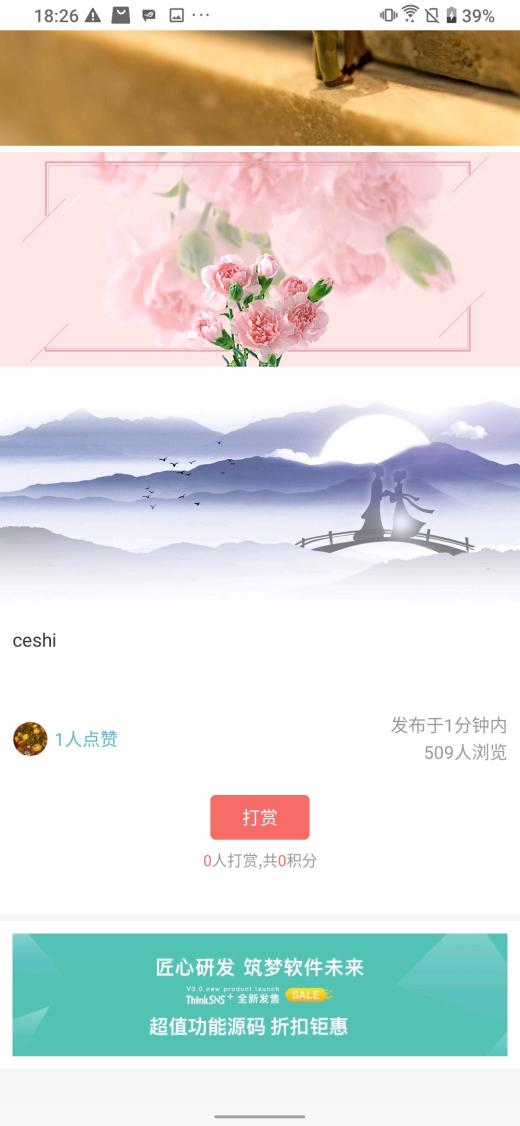 18:26
39%
ceshi
1人点赞
发布于1分钟内
509人浏览
打赏
0人打赏,共0积分
匠心研发 筑梦软件未来
V3.0 new product launch
ThinkSNS+ 全新发售 SALE
超值功能源码 折扣钜惠